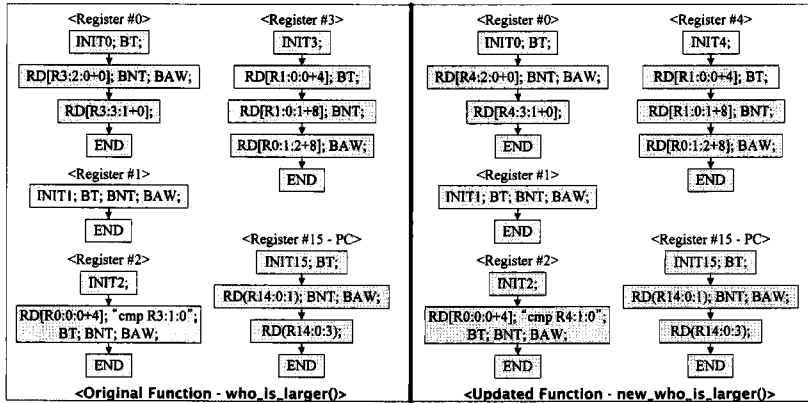 <Register #0>
INIT0; BT;
RD[R3:2:0+0]; BNT; BAW;
RD[R3:3:1+0];
END
<Register #1>
INIT1; BT; BNT; BAW;
END
<Register #2>
INIT2;
RD[R0:0:0+4]; "cmp R3:1:0";
BT; BNT; BAW;
END
<Register #3>
INIT3;
RD[R1:0:0+4]; BT;
RD[R1:0:1+8]; BNT;
RD[R0:1:2+8]; BAW;
END
<Register #15 - PC>
INIT15; BT;
RD(R14:0:1); BNT; BAW;
RD(R14:0:3);
END
<Original Function - who_is_larger()>
<Register #0>
INIT0; BT;
RD[R4:2:0+0]; BNT; BAW;
RD[R4:3:1+0];
END
<Register #1>
INIT1; BT; BNT; BAW;
END
<Register #2>
INIT2;
RD[R0:0:0+4]; "cmp R4:1:0";
BT; BNT; BAW;
END
<Register #4>
INIT4;
RD[R1:0:0+4]; BT;
RD[R1:0:1+8]; BNT;
RD[R0:1:2+8]; BAW;
END
<Register #15 - PC>
INIT15; BT;
RD(R14:0:1); BNT; BAW;
RD(R14:0:3);
END
<Updated Function - new_who_is_larger()>